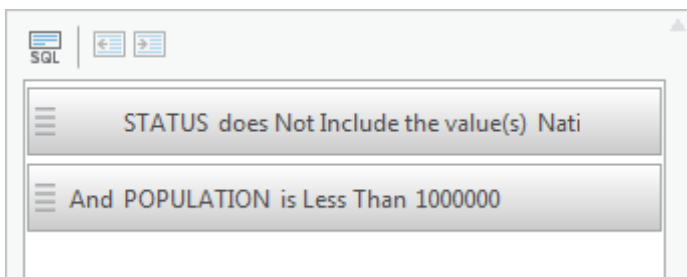 SQL
STATUS does Not Include the value(s) Nati
And POPULATION is Less Than 1000000